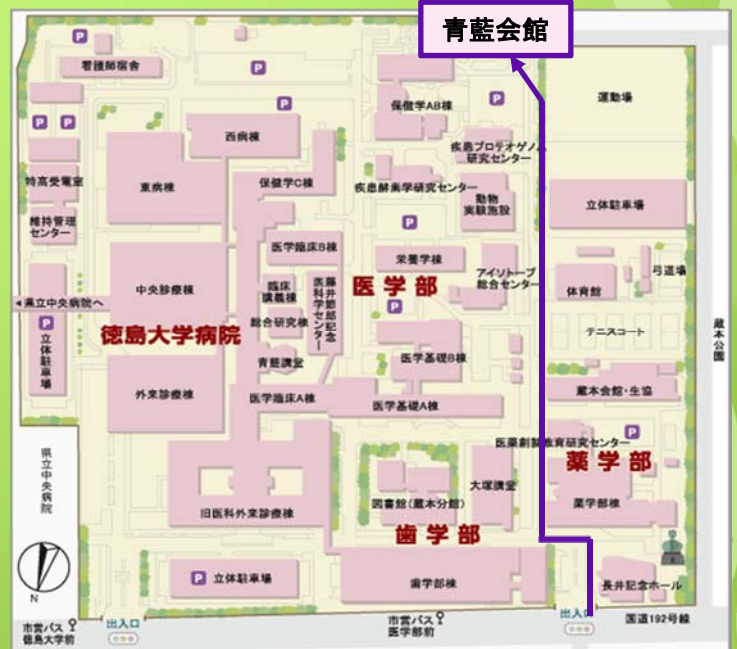 青藍会館
P
看護師宿舎
P
P
P
P
P
西病棟
保健学AB棟
運動場
疾患プロテオゲノム
研究センター
特高受電室
東病棟
保健学C棟
疾患酵素学研究センター
動物
実験施設
立体駐車場
維持管理
センター
P
医学臨床B棟
栄養学棟
アイソトープ
総合センター
弓道場
体育館
中央診療棟
臨床
講義棟
藤井節郎記念
医科学センター
医学部
◀県立中央病院へ
P
総合研究棟
P
テニスコート
徳島大学病院
立体駐車場
青藍講堂
医学基礎B棟
蔵本公園
外来診療棟
医学臨床A棟
医学基礎A棟
蔵本会館・生協
医薬創製教育研究センター
P
県立中央病院
薬学部
大塚講堂
旧医科外来診療棟
図書館(蔵本分館)
薬学部棟
歯学部
P 立体駐車場
歯学部棟
長井記念ホール
N
市営バス
徳島大学前
出入口
市営バス
医学部前
出入口
国道192号線